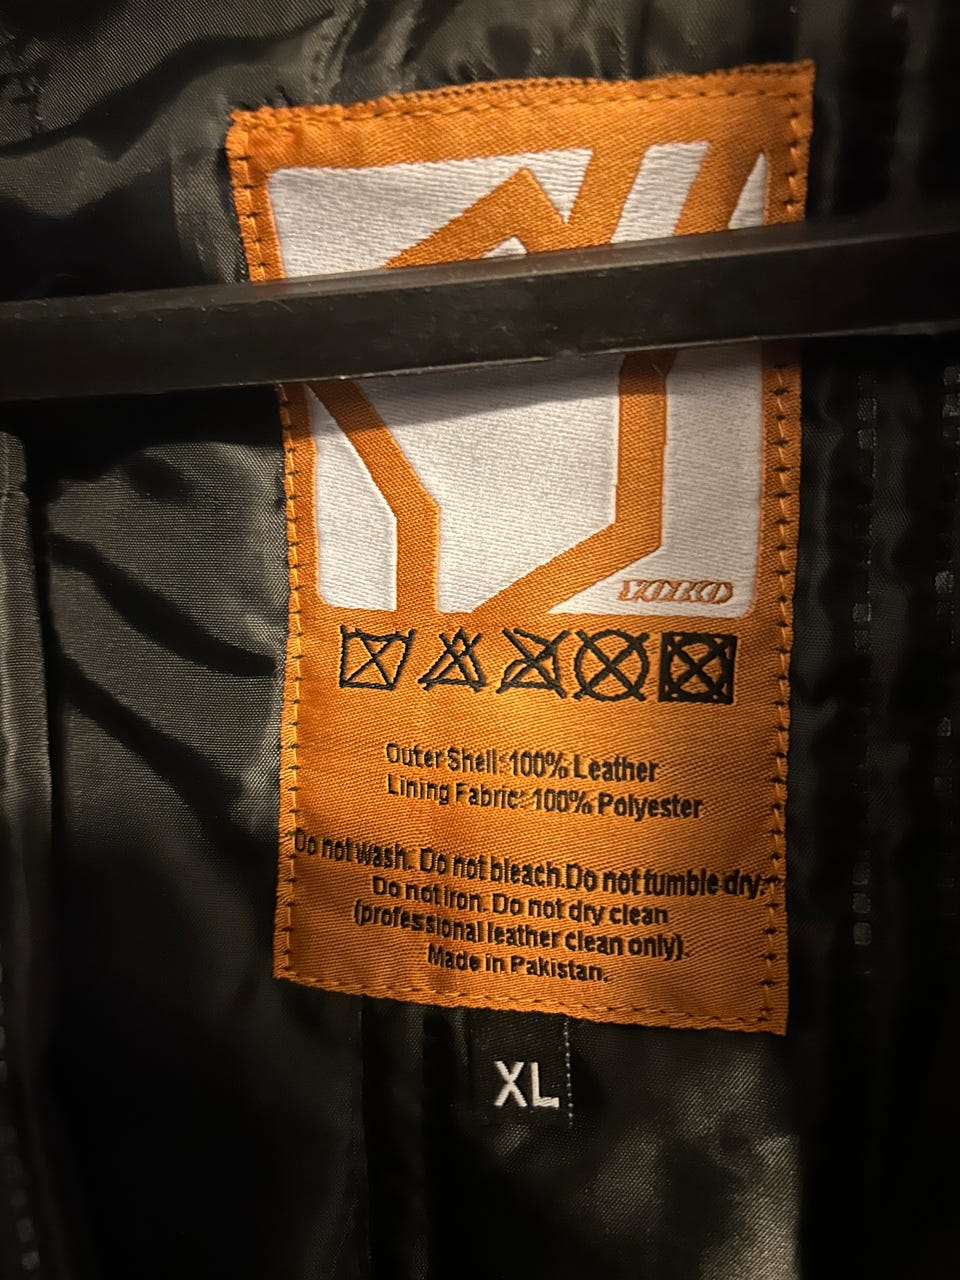 YOKO
Outer Shell: 100% Leather
Lining Fabric: 100% Polyester
Do not wash. Do not bleach.Do not tumble dry.
Do not iron. Do not dry clean
(professional leather clean only).
Made in Pakistan.
XL